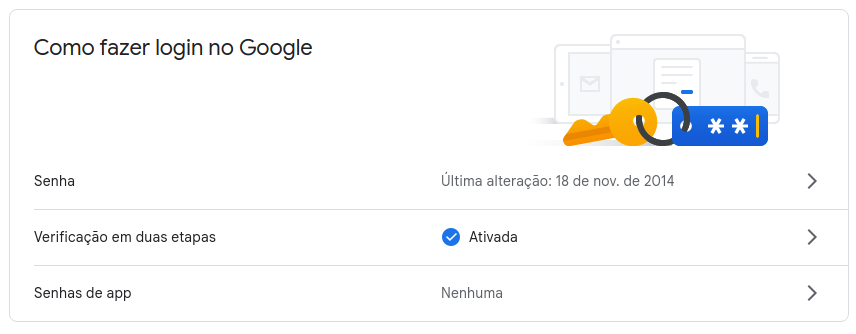 Como fazer login no Google
Senha
Última alteração: 18 de nov. de 2014
Verificação em duas etapas
Ativada
Senhas de app
Nenhuma